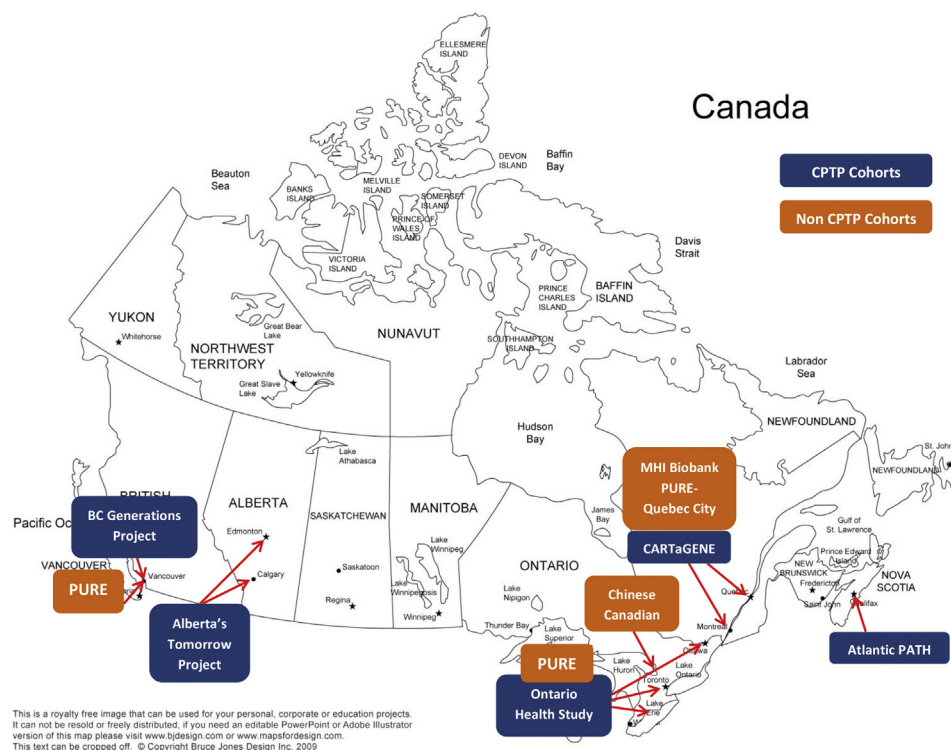 ELLESMERE
ISLAND
Canada
Baffin
Bay
DEVON
ISLAND
Beauton
Sea
CPTP Cohorts
BANKS
ISLAND
MELVILLE
ISLAND
SOMERSET
ISLAND
Non CPTP Cohorts
PRINCE OF
WALES
ISLAND
Davis
Strait
VICTORIA
ISLAND
PRINCE
CHARLES
ISLAND
BAFFIN
ISLAND
YUKON
Whitehorse
Great Bear
Lake
NUNAVUT
NORTHWEST
TERRITORY
SOUTHHAMPTON
ISLAND
Yellowknife
Great Slave
Lake
Labrador
Sea
Hudson
Bay
NEWFOUNDLAND
St. John
Lake
Athabasca
MHI Biobank
PURE-
Quebec City
NEWFOUNDLAND
BRITISH
ALBERTA
SASKATCHEWAN
MANITOBA
Pacific Oc
BC Generations
Project
Edmonton
James
Bay
Gulf of
St. Lawrence
CARTaGENE
Lake
Winnipeg
Prince Edward
Island
VANCOUVER
Vancouver
PURE
Calgary
Saskatoon
Lake
Winnipegosis
ONTARIO
Chinese
Canadian
NEW
BRUNSWICK
Fredericton
NOVA
SCOTIA
Saint John
Halifax
Regina
Winnipeg
Lake
Nipigon
Thunder Bay
Lake
Superior
Montreal
Ottawa
Alberta's
Tomorrow
Project
PURE
Lake
Huron
Lake
Ontario
Toronto
Atlantic PATH
Ontario
Health Study
Lake
Erie
This is a royalty free image that can be used for your personal, corporate or education projects.
It can not be resold or freely distributed, if you need an editable PowerPoint or Adobe Illustrator
version of this map please visit www.bjdesign.com or www.mapsfordesign.com.
This text can be cropped off. © Copyright Bruce Jones Design Inc. 2009